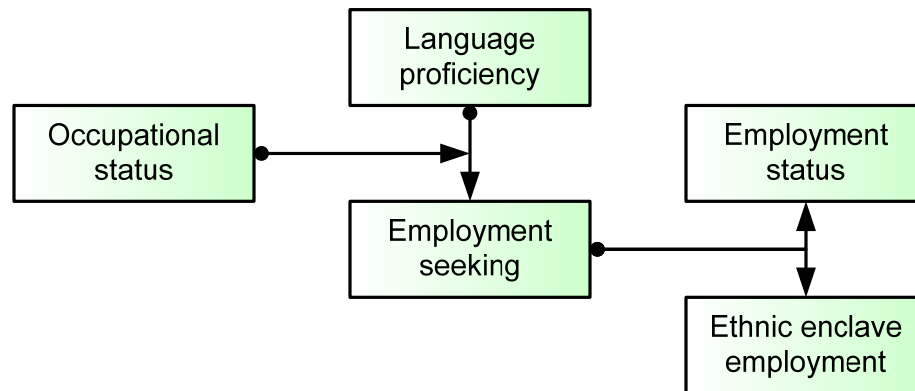 Language
proficiency
Occupational
status
Employment
status
Employment
seeking
Ethnic enclave
employment